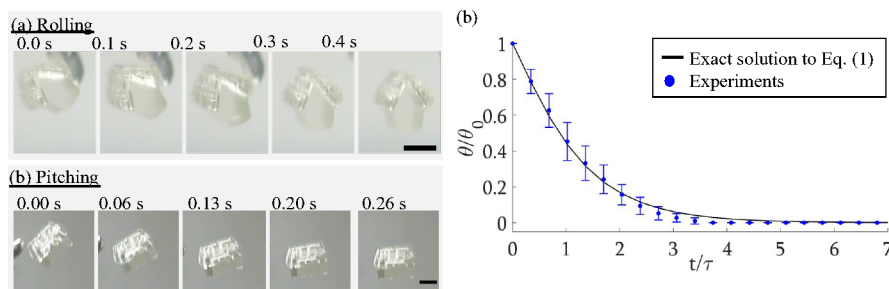 (a) Rolling
0.0 s 0.1 s 0.2 s 0.3 s 0.4 s
(b) Pitching
0.00 s 0.06 s 0.13 s 0.20 s 0.26 s
(b)
Exact solution to Eq. (1)
Experiments
θ/θ₀
1
0.8
0.6
0.4
0.2
0
0 1 2 3 4 5 6 7
t/τ